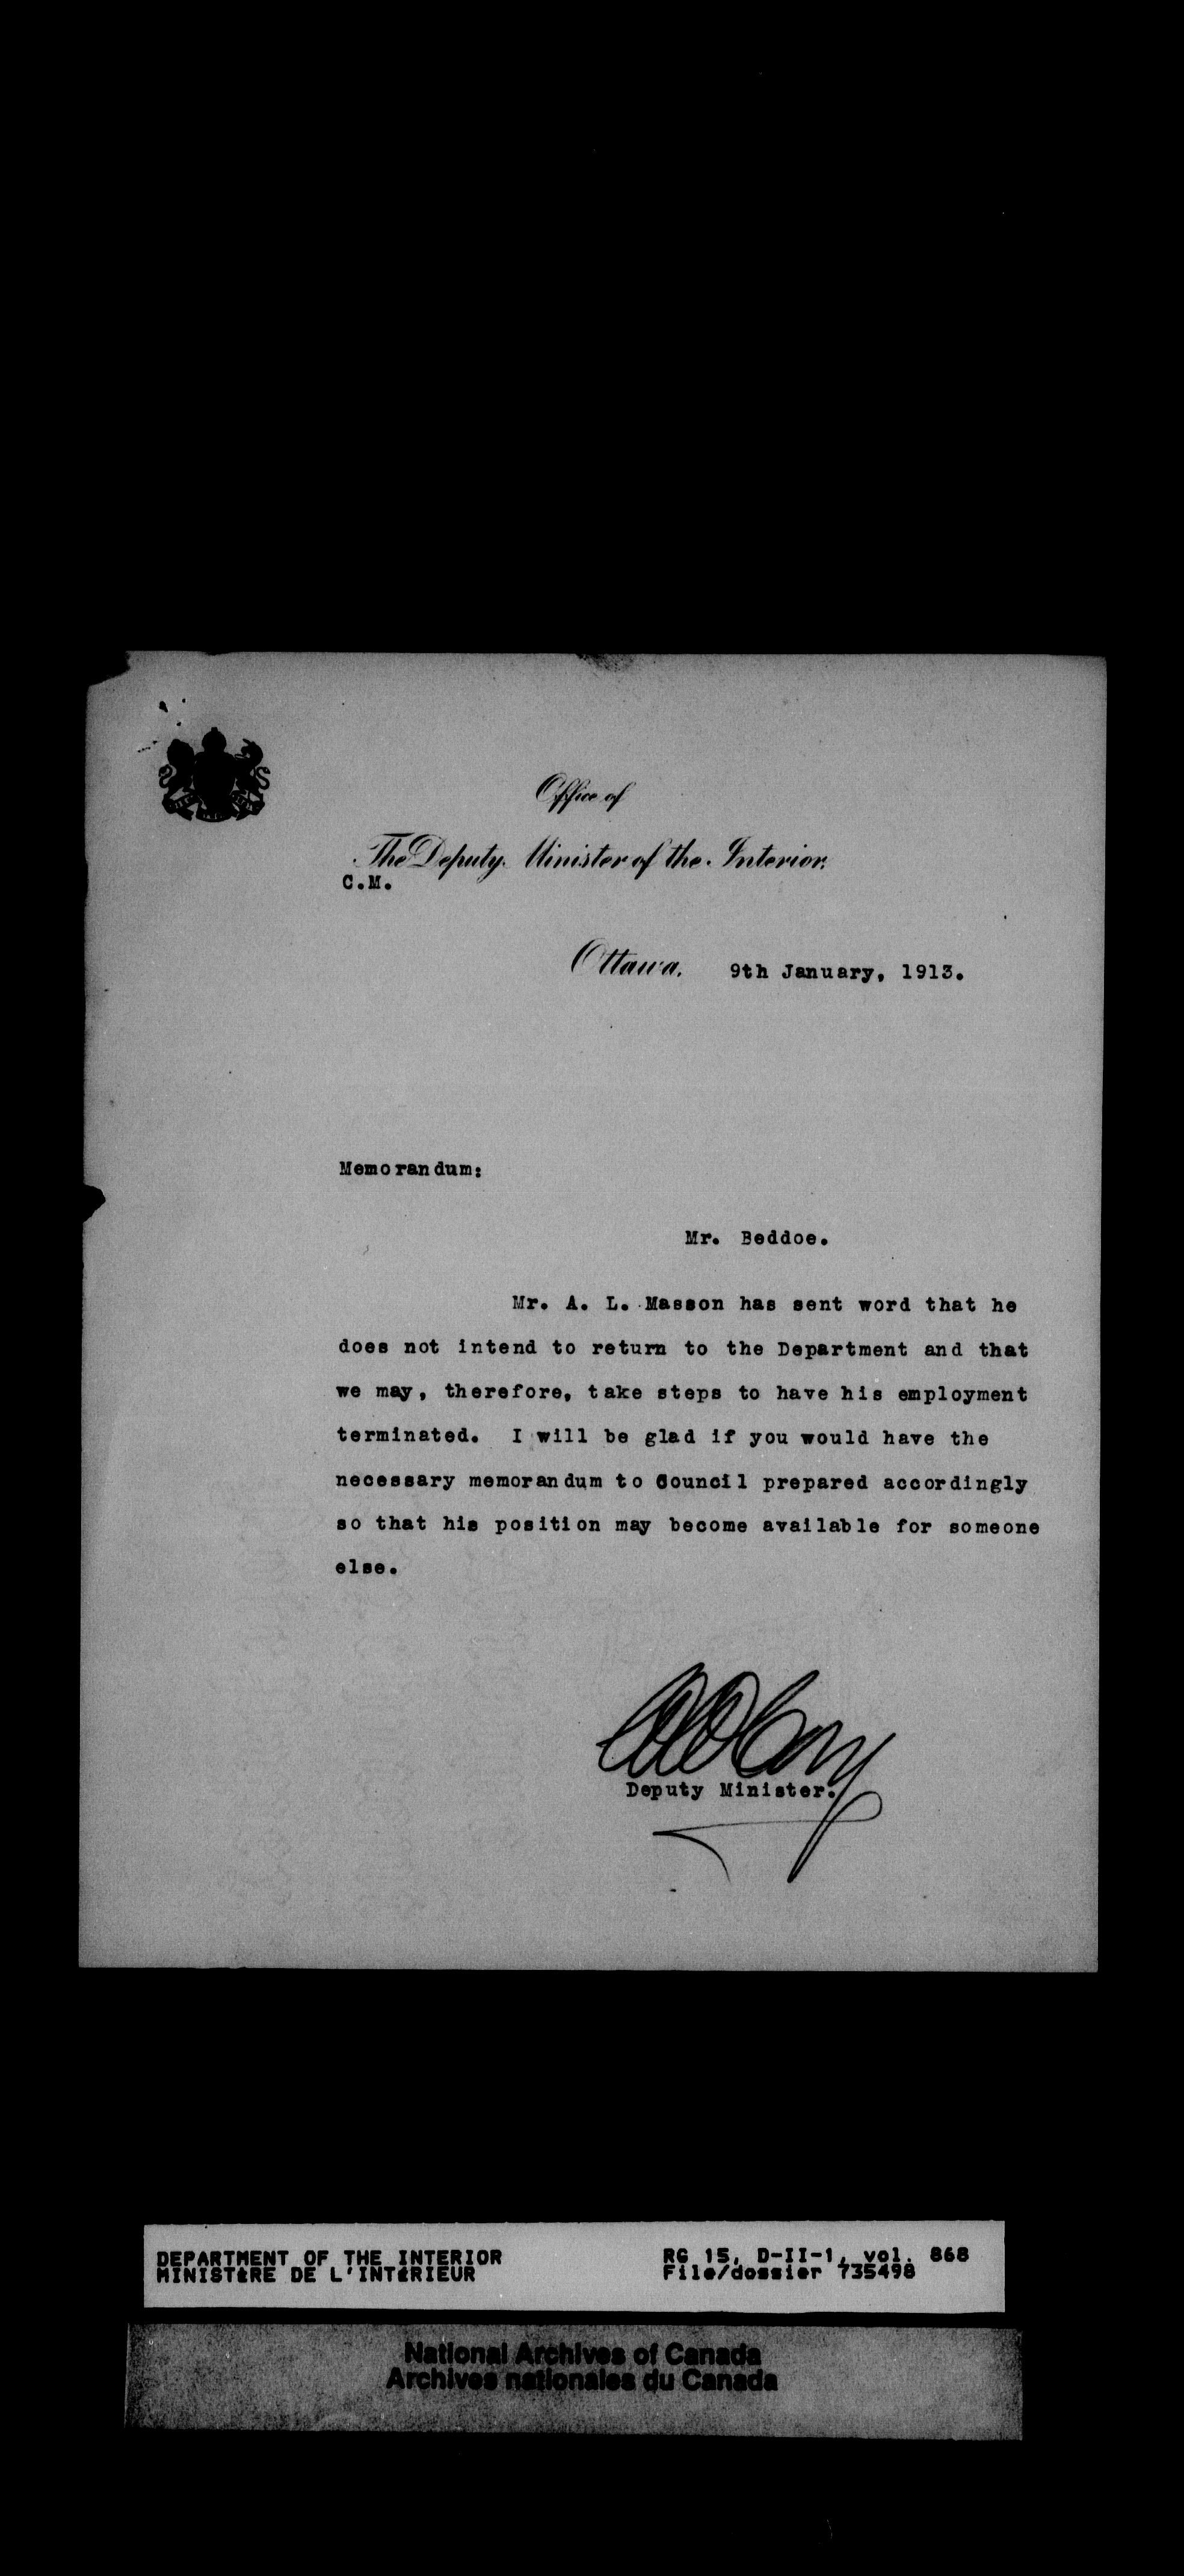 Office of
The Deputy Minister of the Interior.
C.M.
Ottawa, 9th January, 1913.
Memorandum:
Mr. Beddoe.
Mr. A. L. Masson has sent word that he
does not intend to return to the Department and that
we may, therefore, take steps to have his employment
terminated. I will be glad if you would have the
necessary memorandum to Council prepared accordingly
so that his position may become available for someone
else.
WWCory
Deputy Minister.
DEPARTMENT OF THE INTERIOR RG 15, D-II-1, vol. 868
MINISTÈRE DE L'INTÉRIEUR File/dossier 735498
National Archives of Canada
Archives nationales du Canada